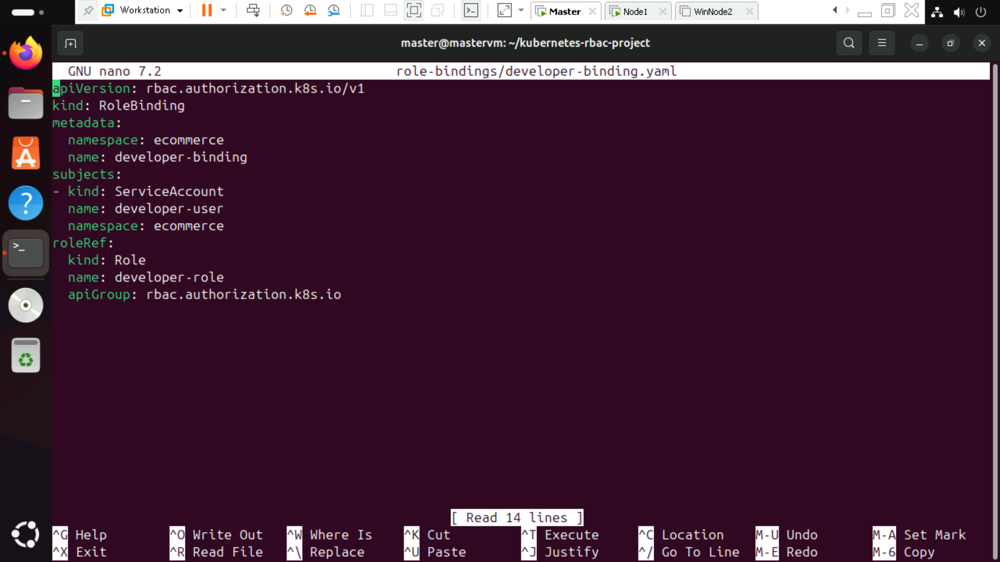 Workstation
Master
Node1
WinNode2
master@mastervm: ~/kubernetes-rbac-project
GNU nano 7.2 role-bindings/developer-binding.yaml
apiVersion: rbac.authorization.k8s.io/v1
kind: RoleBinding
metadata:
  namespace: ecommerce
  name: developer-binding
subjects:
- kind: ServiceAccount
  name: developer-user
  namespace: ecommerce
roleRef:
  kind: Role
  name: developer-role
  apiGroup: rbac.authorization.k8s.io
[ Read 14 lines ]
^G Help ^O Write Out ^W Where Is ^K Cut ^T Execute ^C Location M-U Undo M-A Set Mark
^X Exit ^R Read File ^\ Replace ^U Paste ^J Justify ^/ Go To Line M-E Redo M-6 Copy